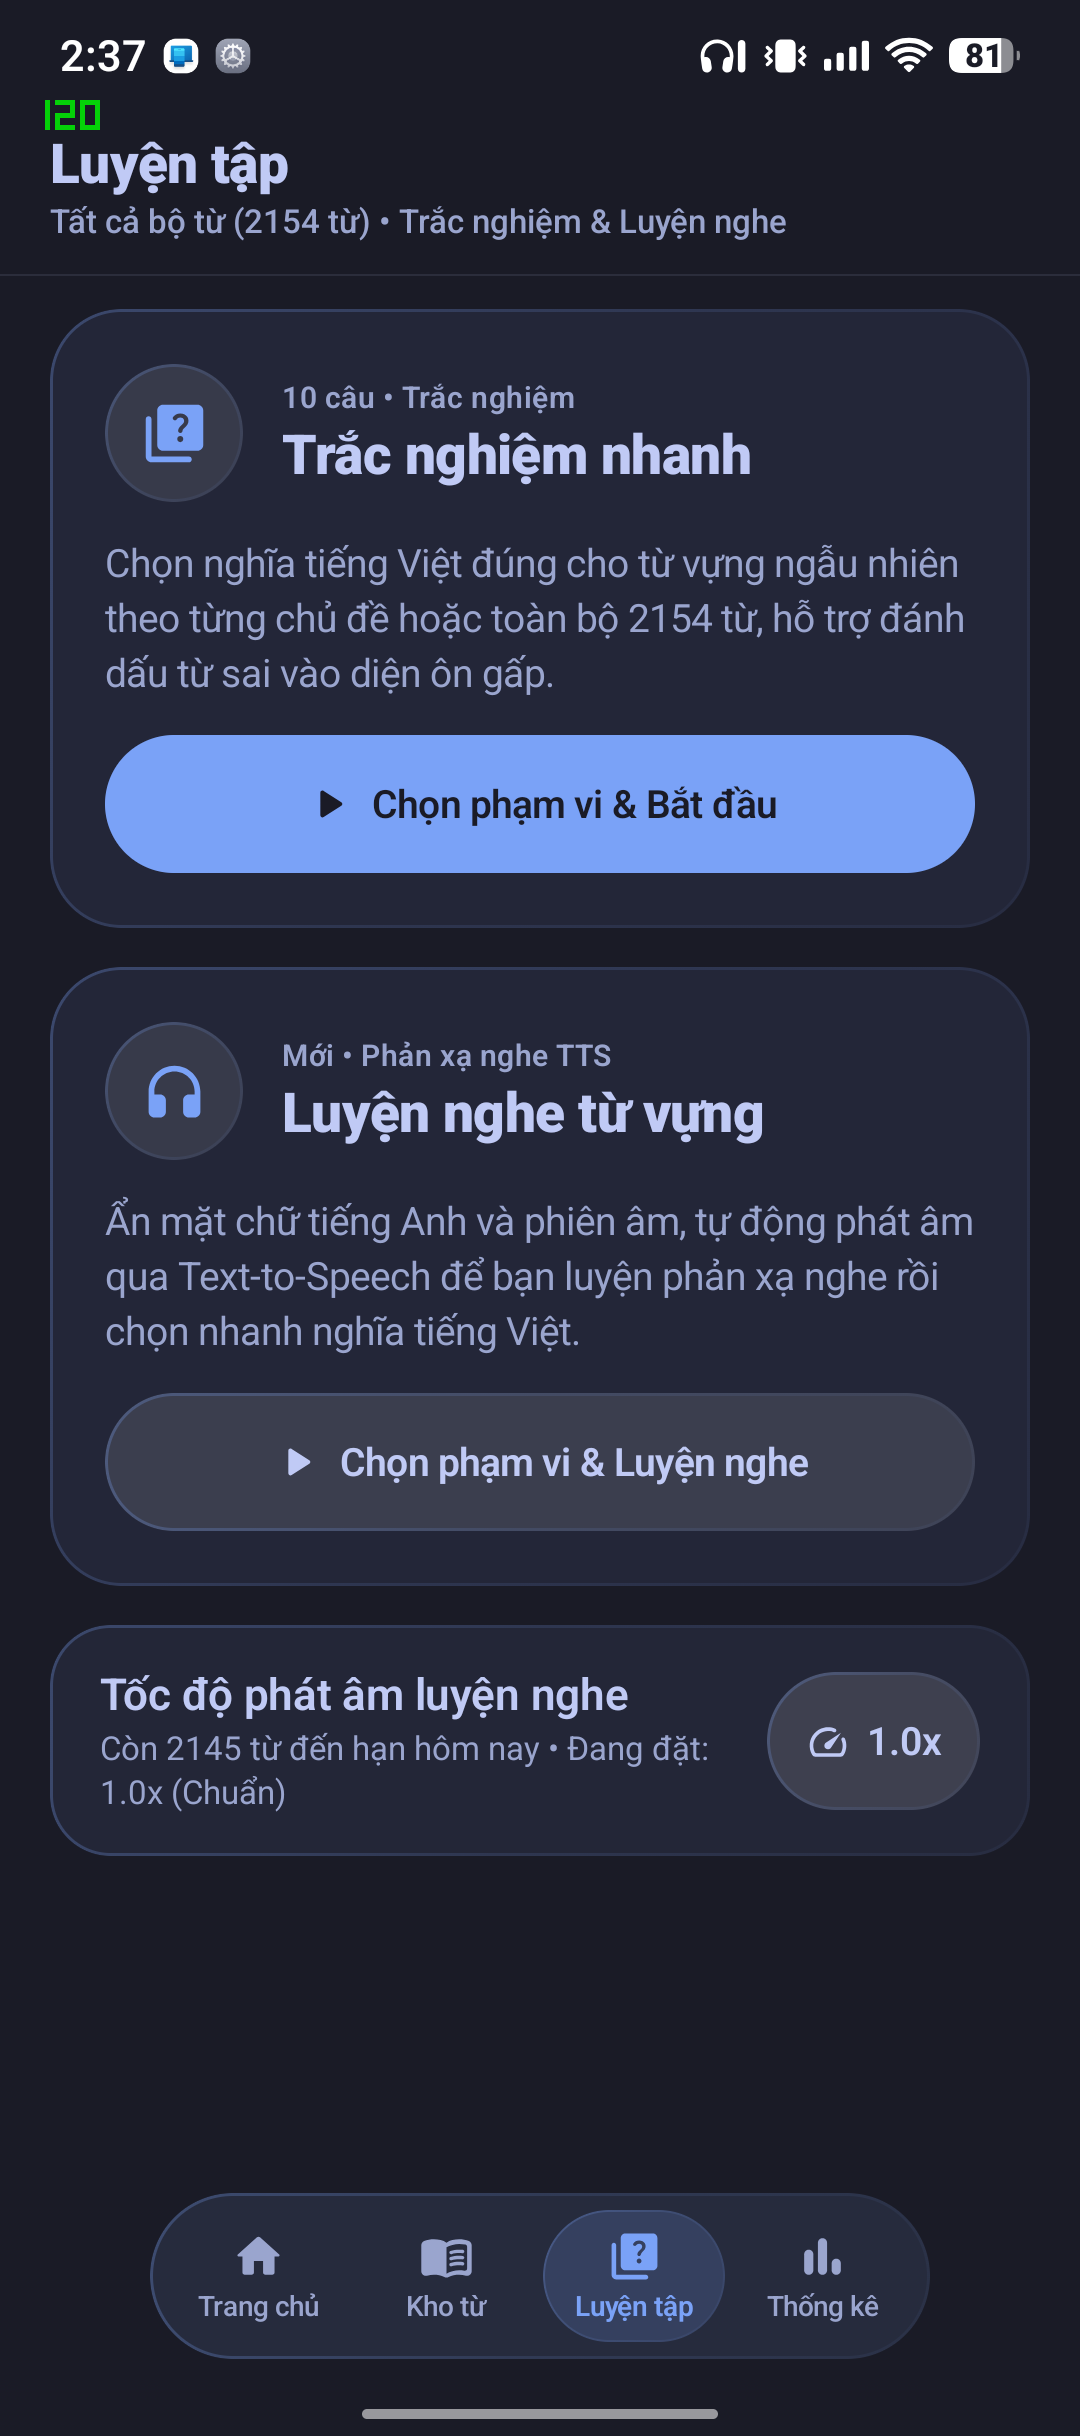 2:37
81
120
Luyện tập
Tất cả bộ từ (2154 từ) • Trắc nghiệm & Luyện nghe
10 câu • Trắc nghiệm
Trắc nghiệm nhanh
Chọn nghĩa tiếng Việt đúng cho từ vựng ngẫu nhiên
theo từng chủ đề hoặc toàn bộ 2154 từ, hỗ trợ đánh
dấu từ sai vào diện ôn gấp.
Chọn phạm vi & Bắt đầu
Mới • Phản xạ nghe TTS
Luyện nghe từ vựng
Ẩn mặt chữ tiếng Anh và phiên âm, tự động phát âm
qua Text-to-Speech để bạn luyện phản xạ nghe rồi
chọn nhanh nghĩa tiếng Việt.
Chọn phạm vi & Luyện nghe
Tốc độ phát âm luyện nghe
Còn 2145 từ đến hạn hôm nay • Đang đặt:
1.0x (Chuẩn)
1.0x
Trang chủ
Kho từ
Luyện tập
Thống kê